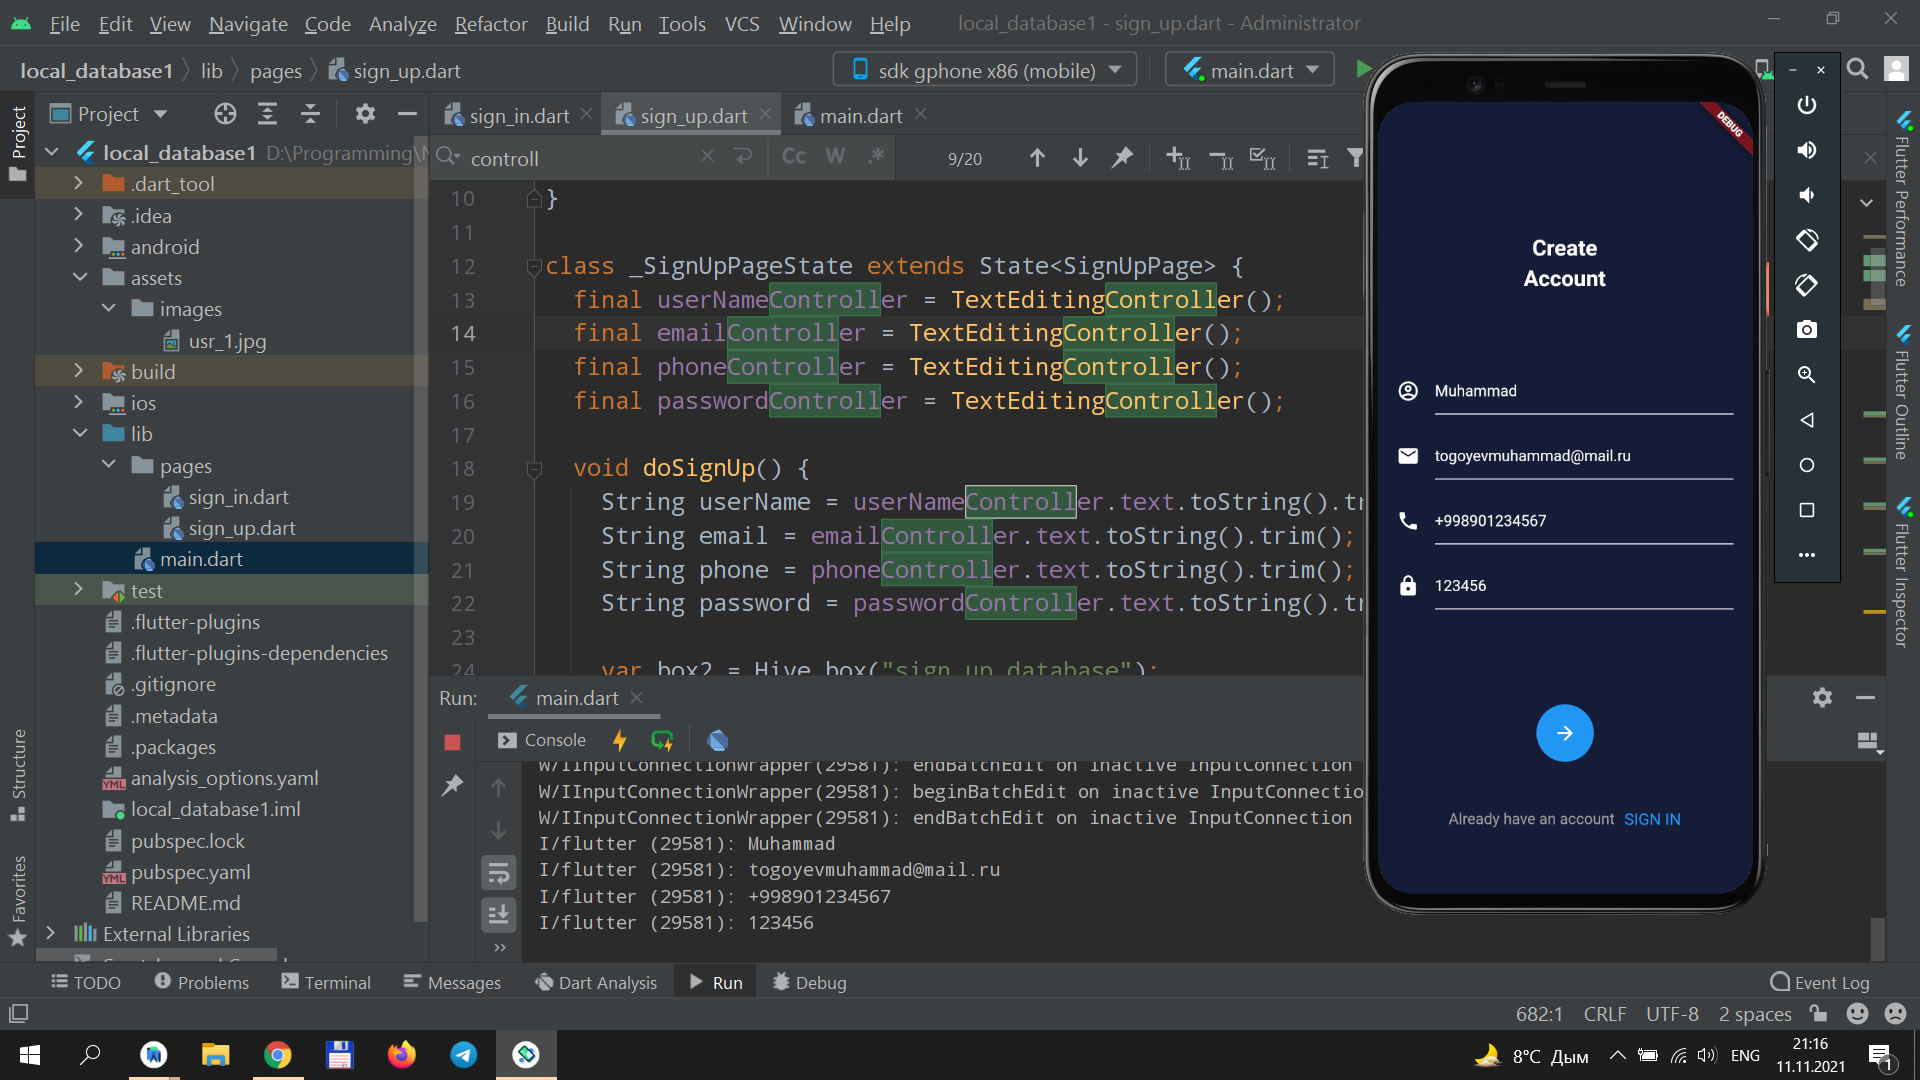 File Edit View Navigate Code Analyze Refactor Build Run Tools VCS Window Help local_database1 - sign_up.dart - Administrator
local_database1 lib pages sign_up.dart sdk gphone x86 (mobile) main.dart
Project sign_in.dart sign_up.dart main.dart
controll Cc W .* 9/20
Project
local_database1 D:\Programming\
.dart_tool
.idea
android
assets
images
usr_1.jpg
build
ios
lib
pages
sign_in.dart
sign_up.dart
main.dart
test
.flutter-plugins
.flutter-plugins-dependencies
.gitignore
.metadata
.packages
analysis_options.yaml
local_database1.iml
pubspec.lock
pubspec.yaml
README.md
External Libraries
Structure
Favorites
10 }
11
12 class _SignUpPageState extends State<SignUpPage> {
13 final userNameController = TextEditingController();
14 final emailController = TextEditingController();
15 final phoneController = TextEditingController();
16 final passwordController = TextEditingController();
17
18 void doSignUp() {
19 String userName = userNameController.text.toString().tr
20 String email = emailController.text.toString().trim();
21 String phone = phoneController.text.toString().trim();
22 String password = passwordController.text.toString().tr
23
24 var box2 = Hive.box("sign_up_database");
Run: main.dart
Console
W/IInputConnectionWrapper(29581): endBatchEdit on inactive InputConnection
W/IInputConnectionWrapper(29581): beginBatchEdit on inactive InputConnectio
W/IInputConnectionWrapper(29581): endBatchEdit on inactive InputConnection
I/flutter (29581): Muhammad
I/flutter (29581): togoyevmuhammad@mail.ru
I/flutter (29581): +998901234567
I/flutter (29581): 123456
DEBUG
Create
Account
Muhammad
togoyevmuhammad@mail.ru
+998901234567
123456
Already have an account SIGN IN
Flutter Performance
Flutter Outline
Flutter Inspector
TODO Problems Terminal Messages Dart Analysis Run Debug Event Log
682:1 CRLF UTF-8 2 spaces
8°C Дым ENG 21:16
11.11.2021
1